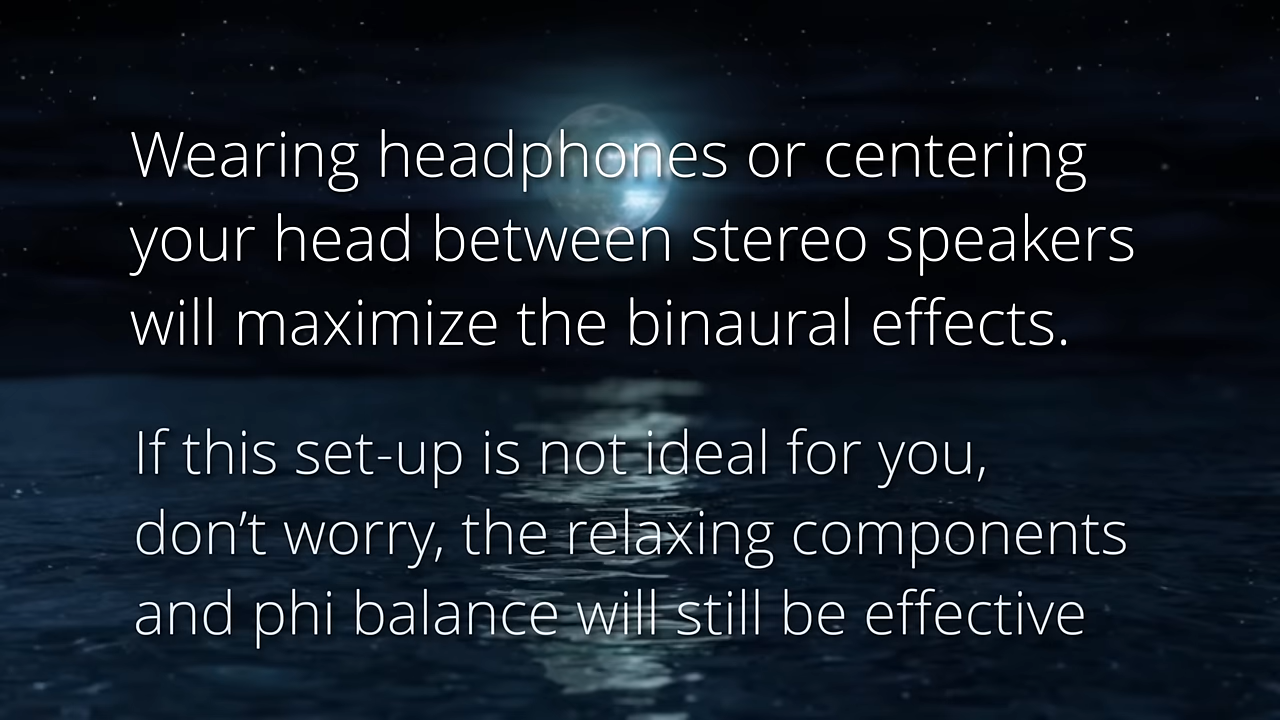 Wearing headphones or centering
your head between stereo speakers
will maximize the binaural effects.
If this set-up is not ideal for you,
don’t worry, the relaxing components
and phi balance will still be effective